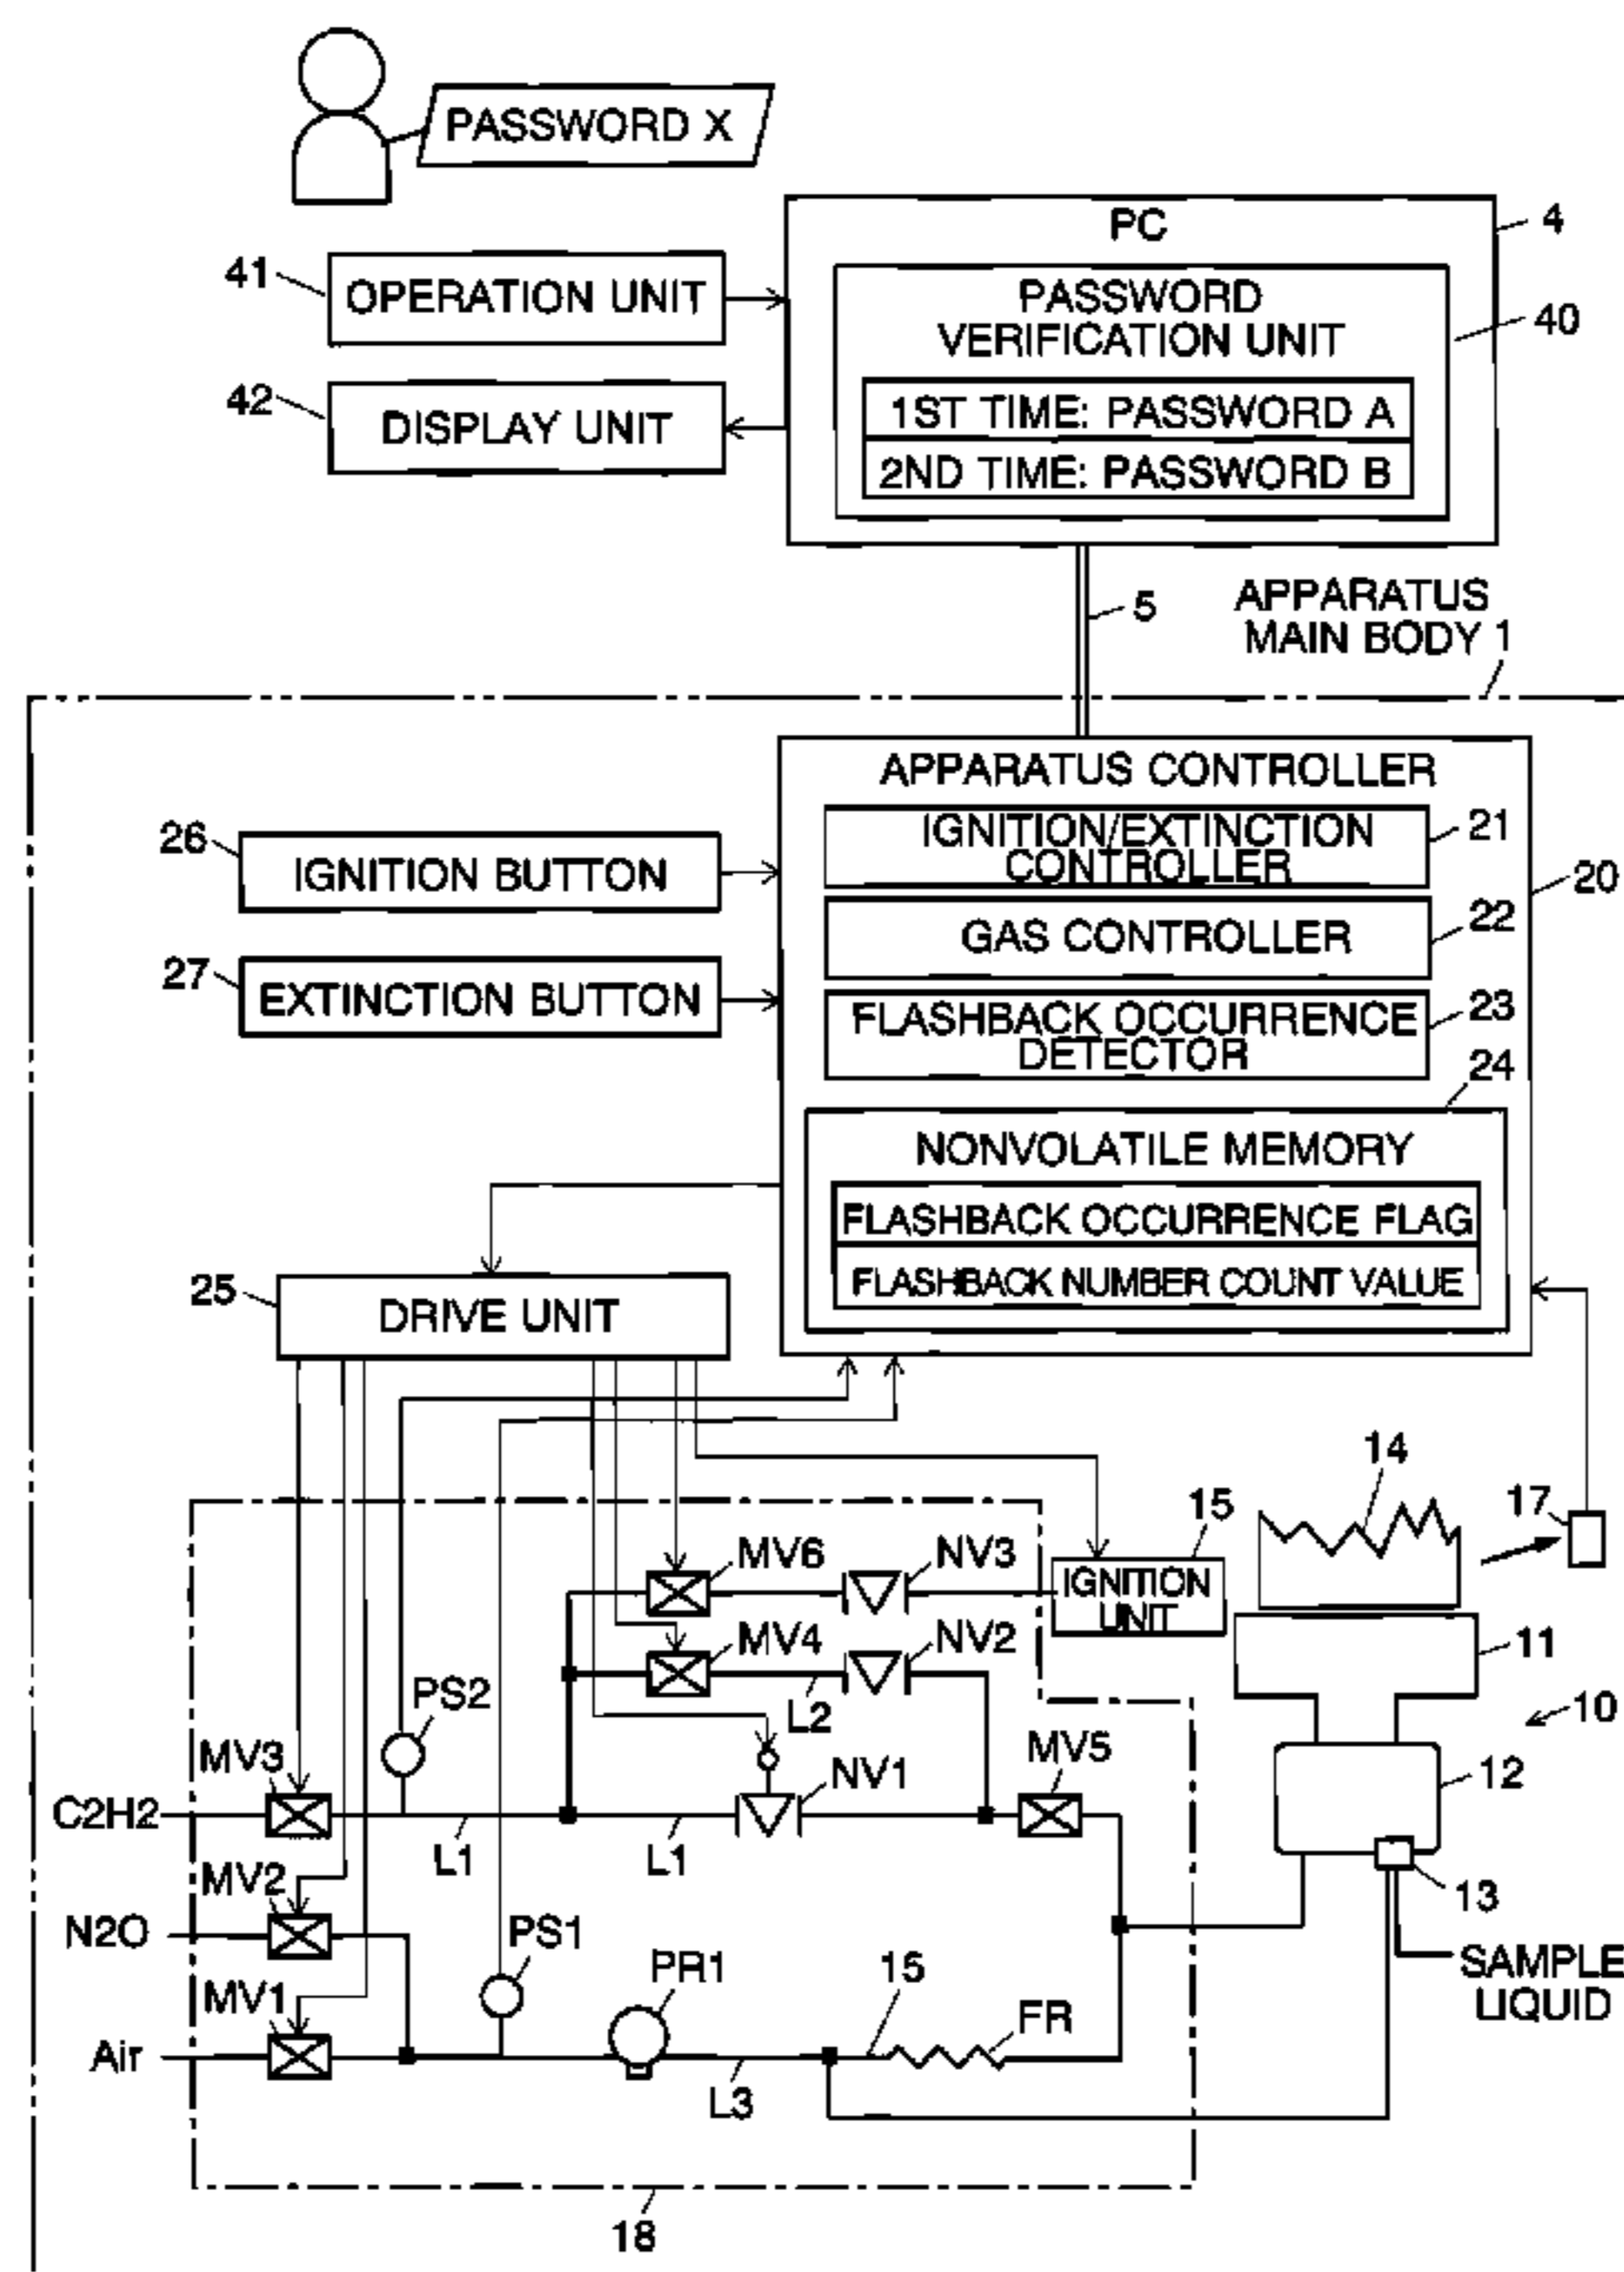 PASSWORD X
PC
4
41
OPERATION UNIT
PASSWORD
VERIFICATION UNIT
40
42
DISPLAY UNIT
1ST TIME: PASSWORD A
2ND TIME: PASSWORD B
5
APPARATUS
MAIN BODY 1
APPARATUS CONTROLLER
26
IGNITION BUTTON
IGNITION/EXTINCTION
CONTROLLER
21
20
GAS CONTROLLER
22
27
EXTINCTION BUTTON
FLASHBACK OCCURRENCE
DETECTOR
23
24
NONVOLATILE MEMORY
FLASHBACK OCCURRENCE FLAG
FLASHBACK NUMBER COUNT VALUE
25
DRIVE UNIT
14
17
15
MV6
NV3
IGNITION
UNIT
MV4
NV2
11
PS2
L2
10
MV3
NV1
MV5
12
C2H2
L1
L1
MV2
13
N2O
PS1
SAMPLE
LIQUID
MV1
PR1
15
FR
Air
L3
18